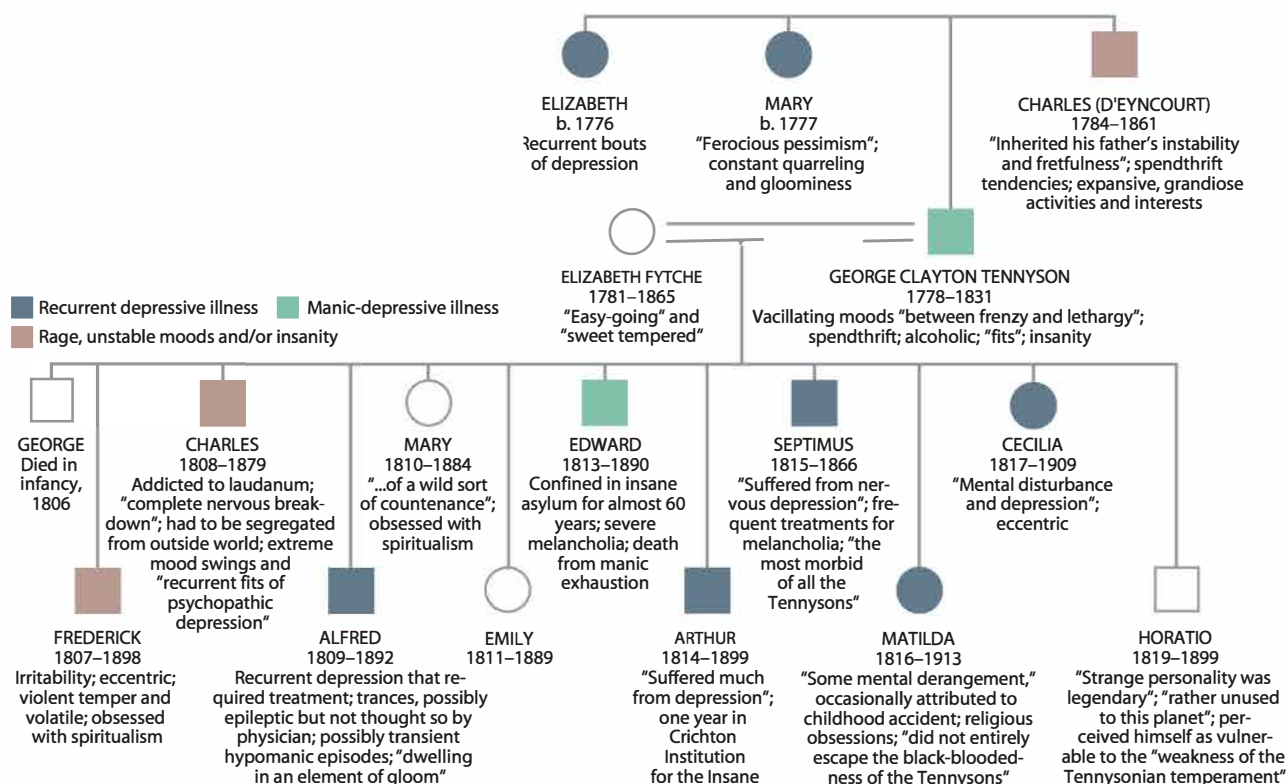 ELIZABETH
b. 1776
Recurrent bouts
of depression
MARY
b. 1777
"Ferocious pessimism";
constant quarreling
and gloominess
CHARLES (D'EYNCOURT)
1784–1861
"Inherited his father's instability
and fretfulness"; spendthrift
tendencies; expansive, grandiose
activities and interests
ELIZABETH FYTCHE
1781–1865
"Easy-going" and
"sweet tempered"
GEORGE CLAYTON TENNYSON
1778–1831
Vacillating moods "between frenzy and lethargy";
spendthrift; alcoholic; "fits"; insanity
Recurrent depressive illness
Manic-depressive illness
Rage, unstable moods and/or insanity
GEORGE
Died in
infancy,
1806
CHARLES
1808–1879
Addicted to laudanum;
"complete nervous break-
down"; had to be segregated
from outside world; extreme
mood swings and
"recurrent fits of
psychopathic
depression"
MARY
1810–1884
"...of a wild sort
of countenance";
obsessed with
spiritualism
EDWARD
1813–1890
Confined in insane
asylum for almost 60
years; severe
melancholia; death
from manic
exhaustion
SEPTIMUS
1815–1866
"Suffered from ner-
vous depression"; fre-
quent treatments for
melancholia; "the
most morbid
of all the
Tennysons"
CECILIA
1817–1909
"Mental disturbance
and depression";
eccentric
FREDERICK
1807–1898
Irritability; eccentric;
violent temper and
volatile; obsessed
with spiritualism
ALFRED
1809–1892
Recurrent depression that re-
quired treatment; trances, possibly
epileptic but not thought so by
physician; possibly transient
hypomanic episodes; "dwelling
in an element of gloom"
EMILY
1811–1889
ARTHUR
1814–1899
"Suffered much
from depression";
one year in
Crichton
Institution
for the Insane
MATILDA
1816–1913
"Some mental derangement,"
occasionally attributed to
childhood accident; religious
obsessions; "did not entirely
escape the black-blooded-
ness of the Tennysons"
HORATIO
1819–1899
"Strange personality was
legendary"; "rather unused
to this planet"; per-
ceived himself as vulner-
able to the "weakness of the
Tennysonian temperament"